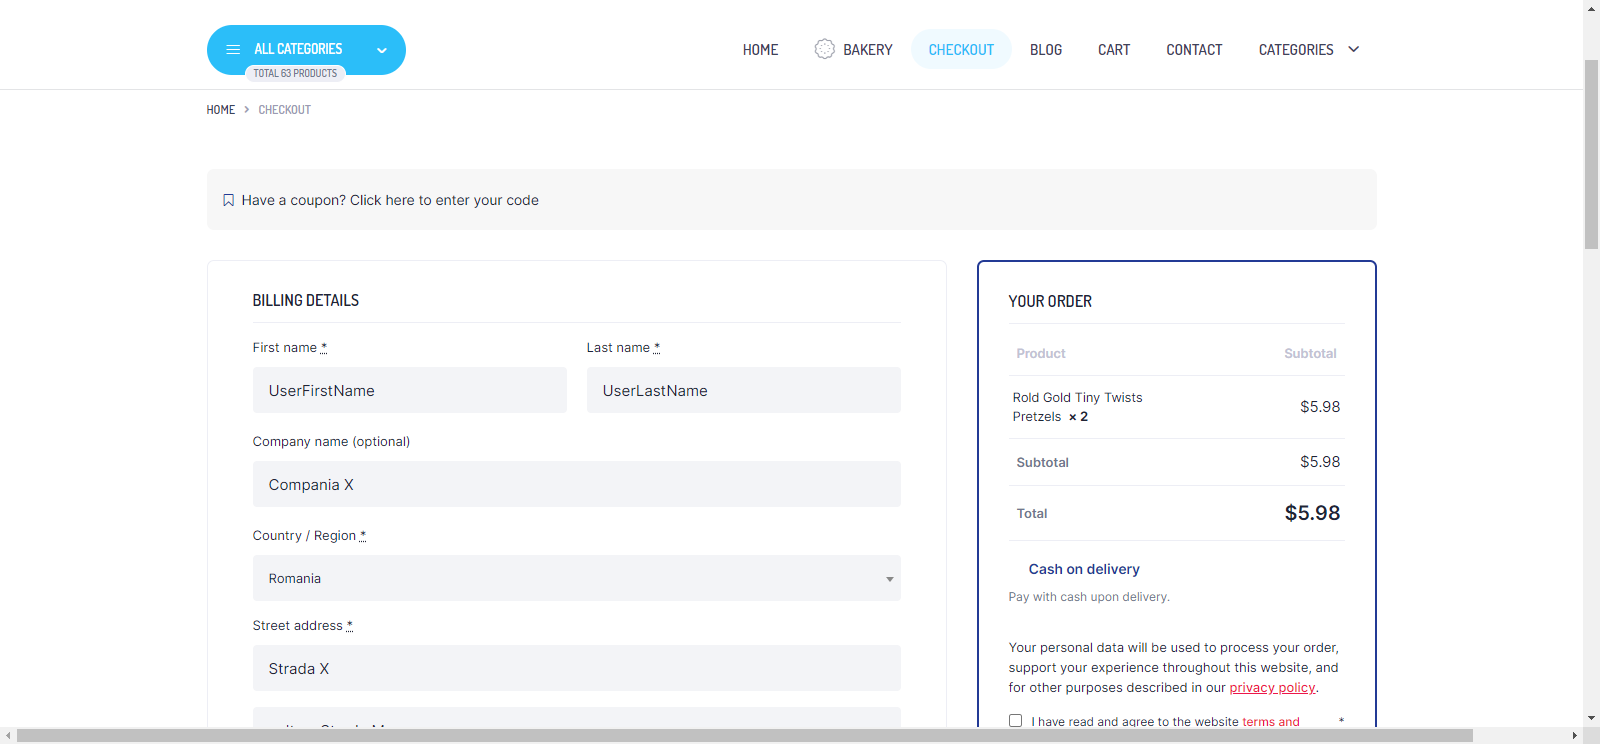 ALL CATEGORIES
TOTAL 63 PRODUCTS
HOME BAKERY CHECKOUT BLOG CART CONTACT CATEGORIES
HOME > CHECKOUT
Have a coupon? Click here to enter your code
BILLING DETAILS
First name * Last name *
UserFirstName UserLastName
Company name (optional)
Compania X
Country / Region *
Romania
Street address *
Strada X
YOUR ORDER
Product Subtotal
Rold Gold Tiny Twists
Pretzels × 2 $5.98
Subtotal $5.98
Total $5.98
Cash on delivery
Pay with cash upon delivery.
Your personal data will be used to process your order,
support your experience throughout this website, and
for other purposes described in our privacy policy.
I have read and agree to the website terms and *